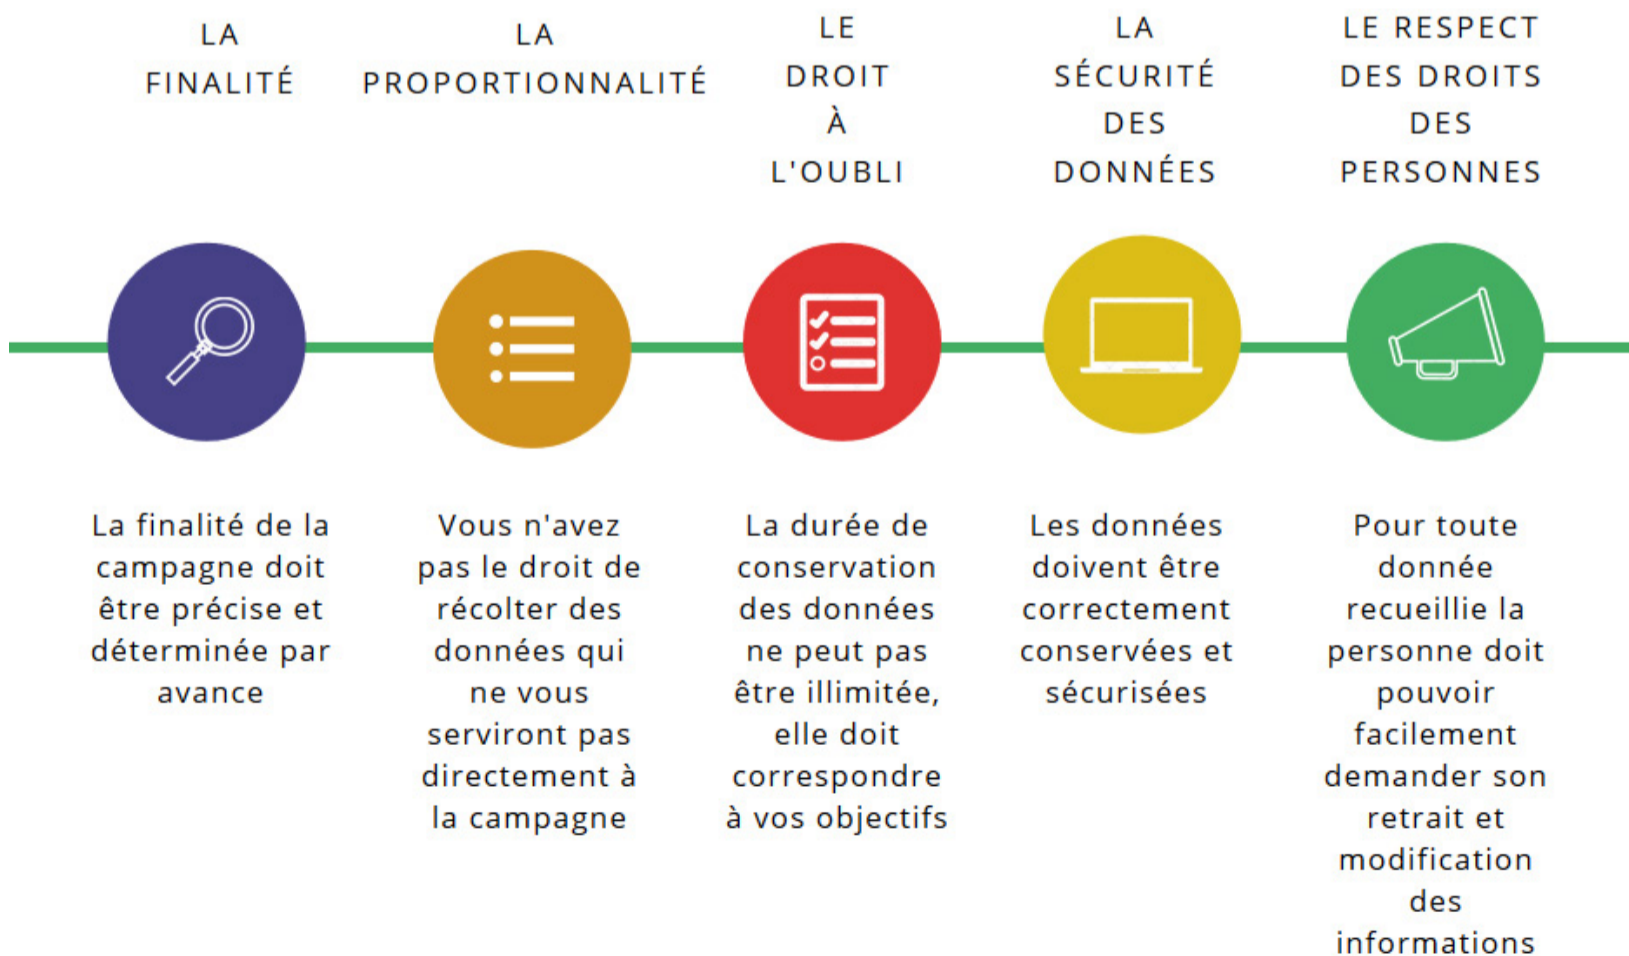 LA
FINALITÉ
La finalité de la
campagne doit
être précise et
déterminée par
avance
LA
PROPORTIONNALITÉ
Vous n'avez
pas le droit de
récolter des
données qui
ne vous
serviront pas
directement à
la campagne
LE
DROIT
À
L'OUBLI
La durée de
conservation
des données
ne peut pas
être illimitée,
elle doit
correspondre
à vos objectifs
LA
SÉCURITÉ
DES
DONNÉES
Les données
doivent être
correctement
conservées et
sécurisées
LE RESPECT
DES DROITS
DES
PERSONNES
Pour toute
donnée
recueillie la
personne doit
pouvoir
facilement
demander son
retrait et
modification
des
informations